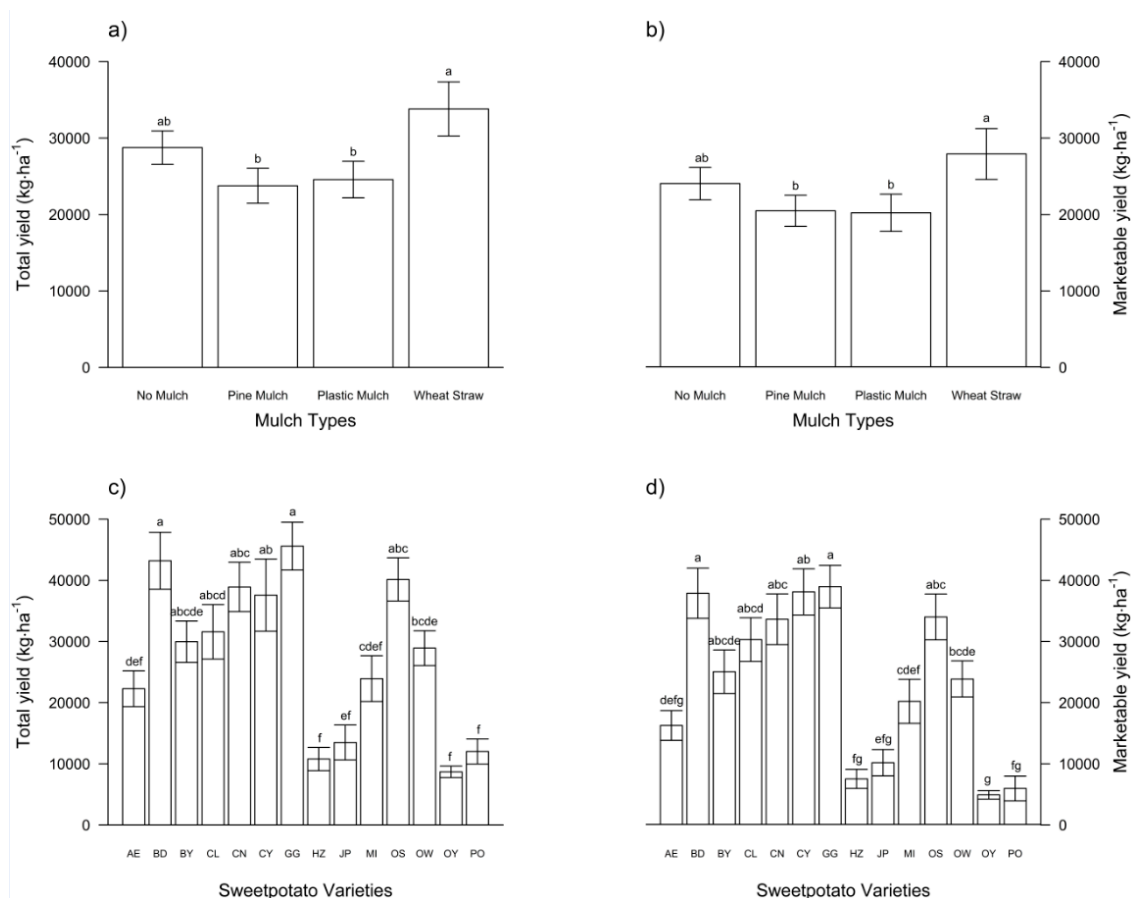 a)
Total yield (kg·ha⁻¹)
40000
30000
20000
10000
0
ab
b
b
a
No Mulch Pine Mulch Plastic Mulch Wheat Straw
Mulch Types
b)
Marketable yield (kg·ha⁻¹)
40000
30000
20000
10000
0
ab
b
b
a
No Mulch Pine Mulch Plastic Mulch Wheat Straw
Mulch Types
c)
Total yield (kg·ha⁻¹)
50000
40000
30000
20000
10000
0
def
a
abcde
abcd
abc
ab
a
f
ef
cdef
abc
bcde
f
f
AE BD BY CL CN CY GG HZ JP MI OS OW OY PO
Sweetpotato Varieties
d)
Marketable yield (kg·ha⁻¹)
50000
40000
30000
20000
10000
0
defg
a
abcde
abcd
abc
ab
a
fg
efg
cdef
abc
bcde
g
fg
AE BD BY CL CN CY GG HZ JP MI OS OW OY PO
Sweetpotato Varieties